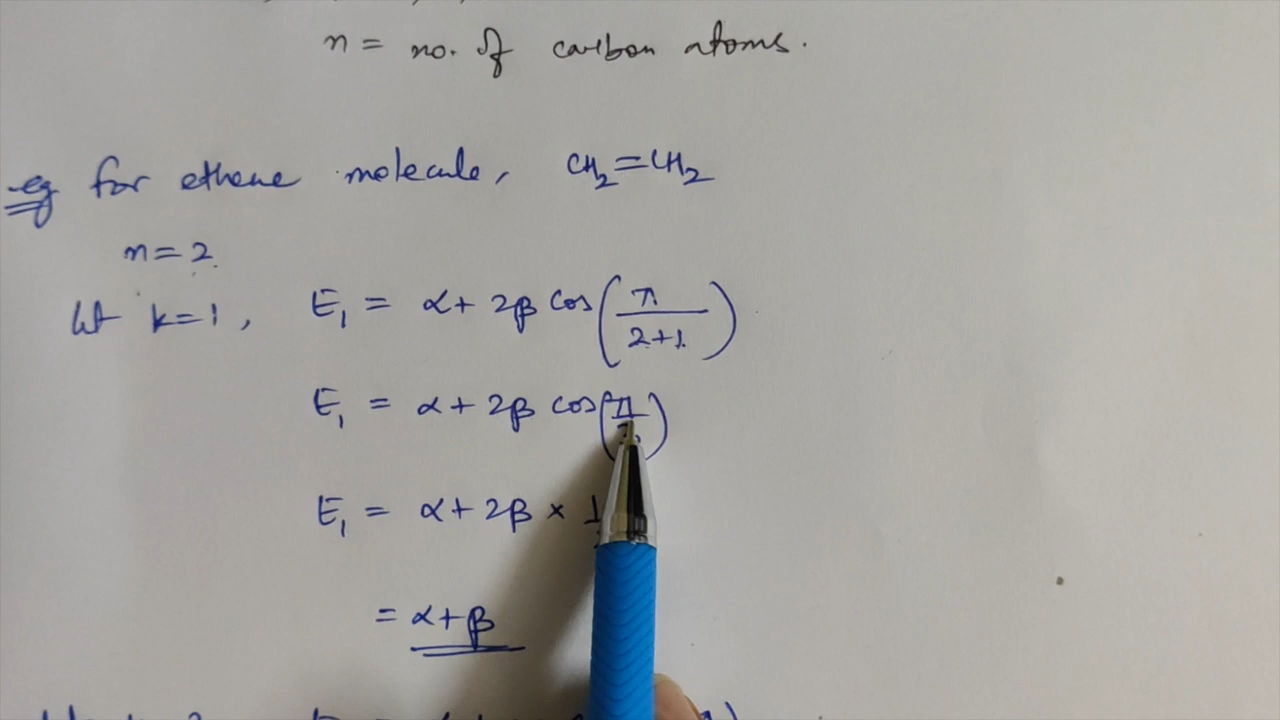 n = no. of carbon atoms.
eg for ethene molecule, CH2=CH2
n=2
let k=1, E1 = α + 2β cos(π/2+1)
E1 = α + 2β cos(π
E1 = α + 2β × 1
= α+β